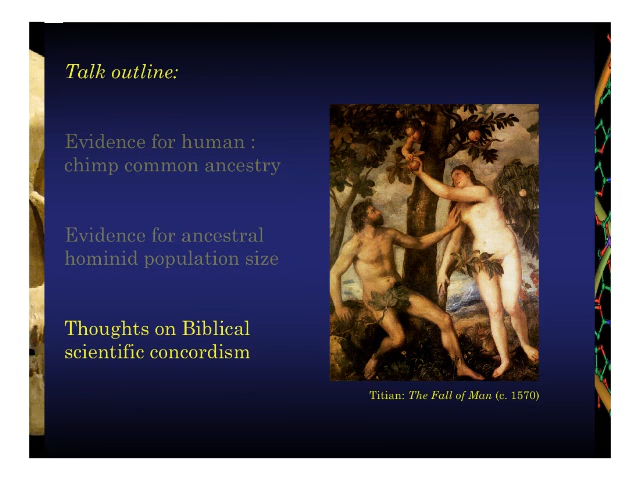 Talk outline:
Evidence for human :
chimp common ancestry
Evidence for ancestral
hominid population size
Thoughts on Biblical
scientific concordism
Titian: The Fall of Man (c. 1570)